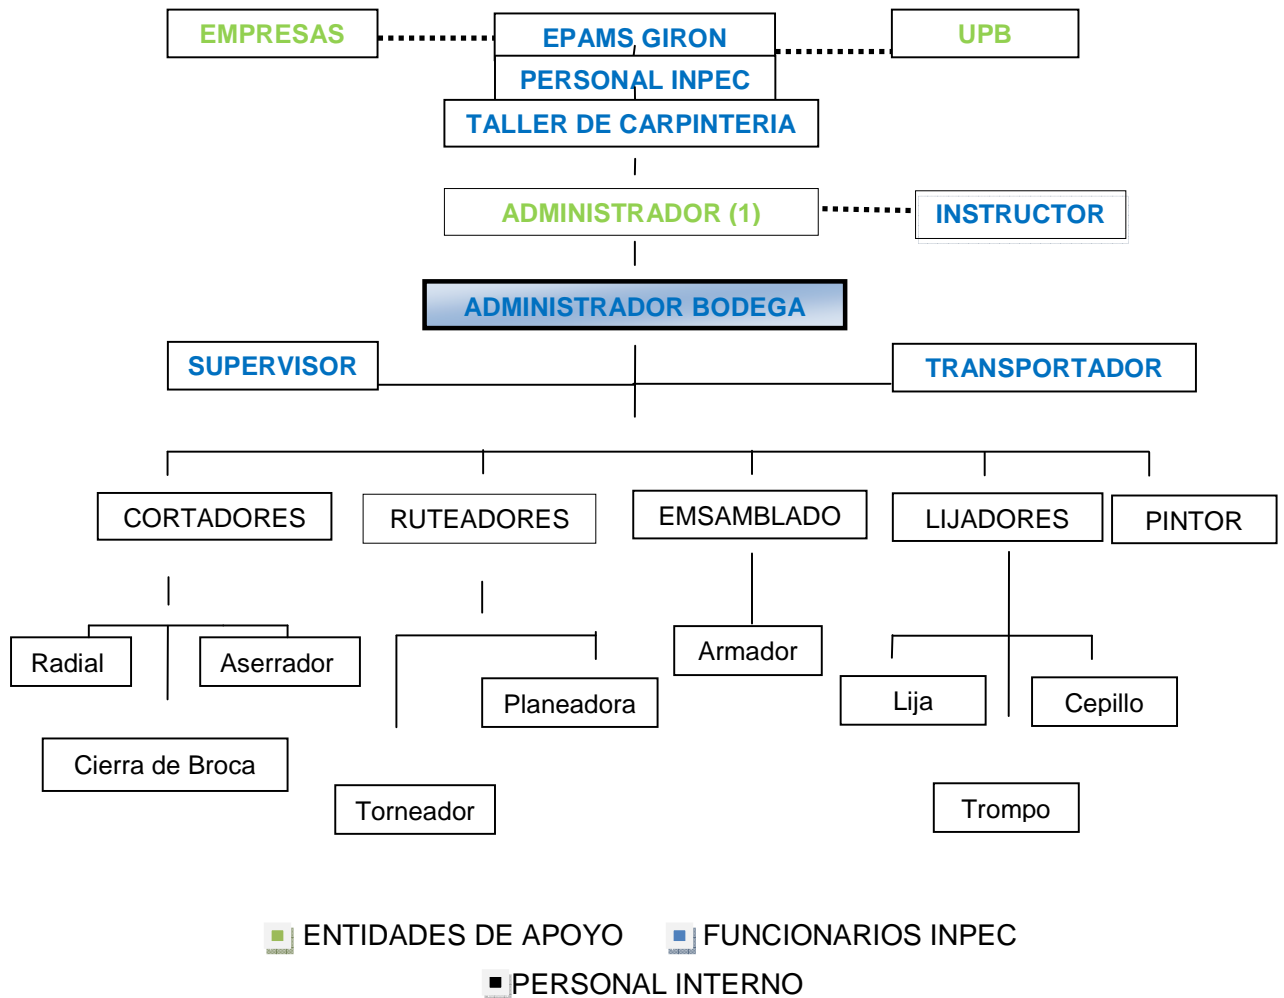 EMPRESAS
EPAMS GIRON
UPB
PERSONAL INPEC
TALLER DE CARPINTERIA
ADMINISTRADOR (1)
INSTRUCTOR
ADMINISTRADOR BODEGA
SUPERVISOR
TRANSPORTADOR
CORTADORES
RUTEADORES
EMSAMBLADO
LIJADORES
PINTOR
Radial
Aserrador
Armador
Planeadora
Lija
Cepillo
Cierra de Broca
Torneador
Trompo
ENTIDADES DE APOYO
FUNCIONARIOS INPEC
PERSONAL INTERNO